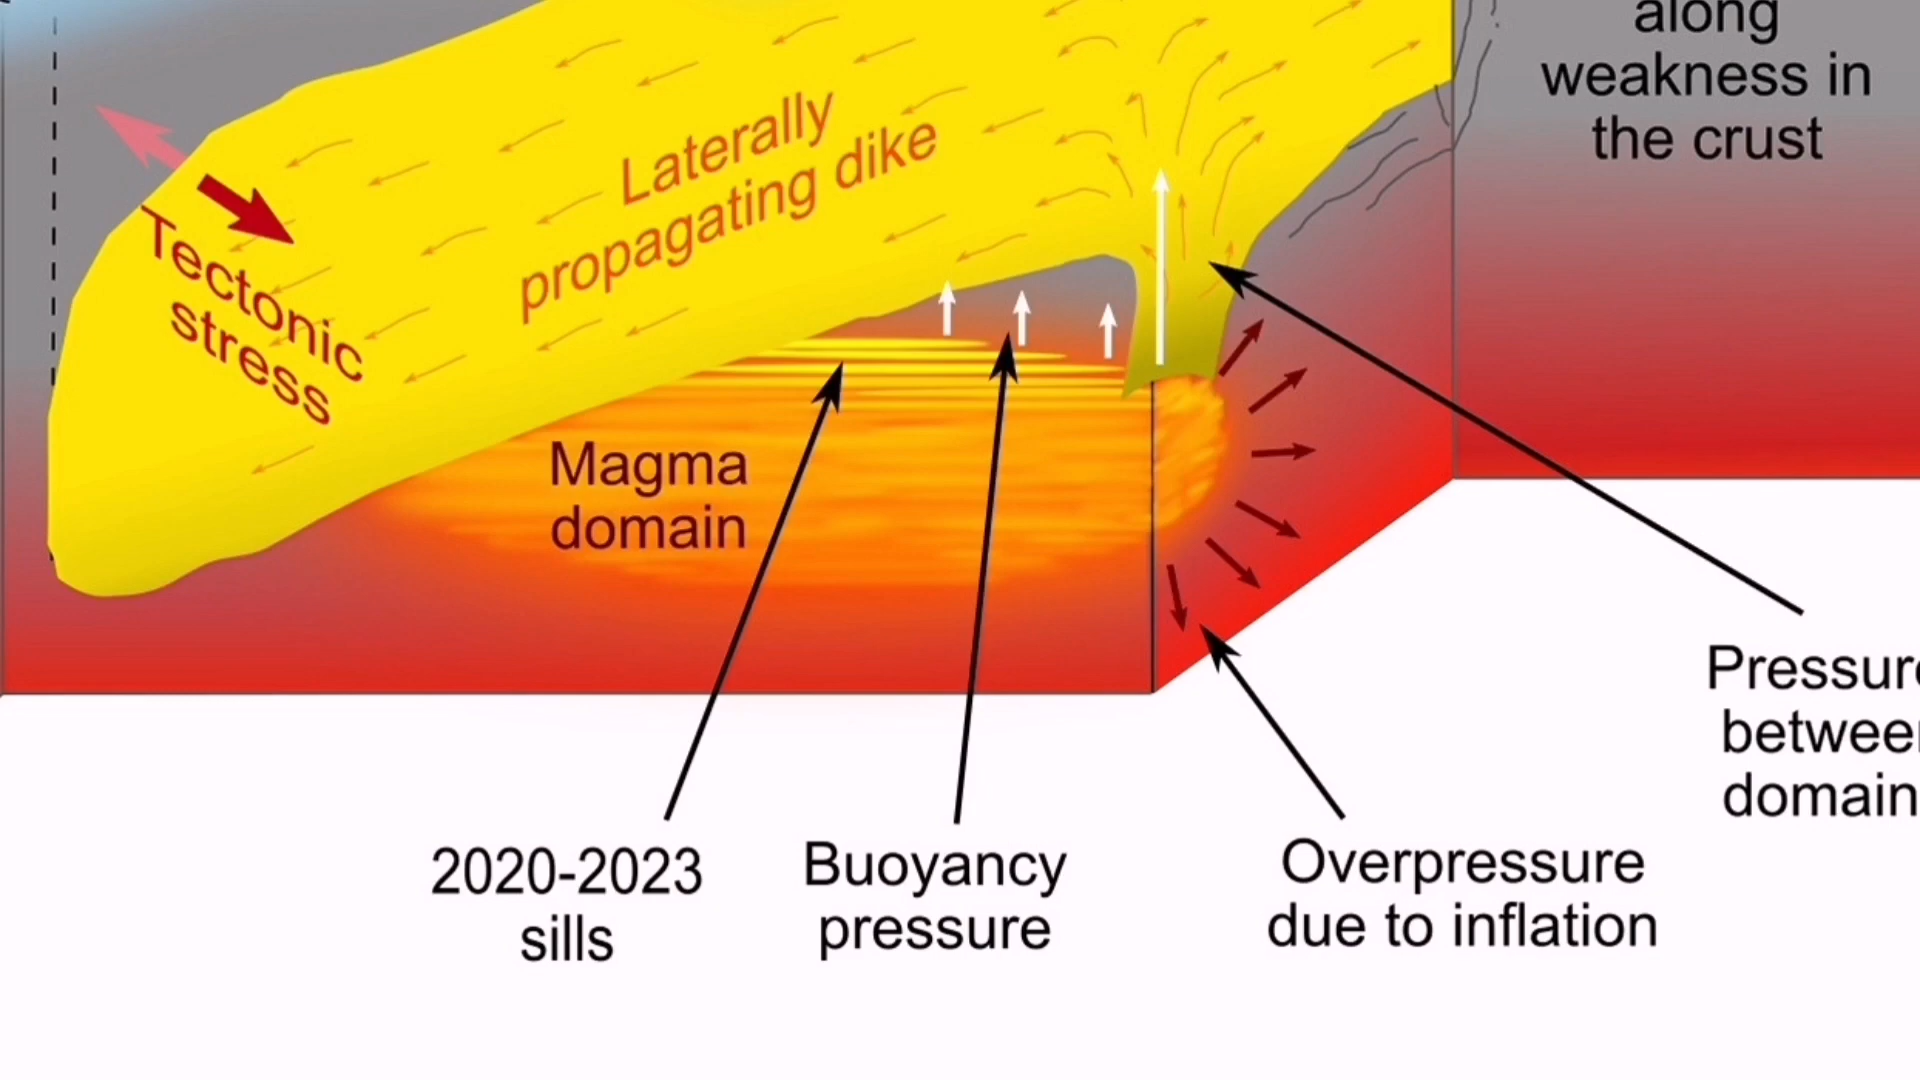 along
weakness in
the crust
Laterally
propagating dike
Tectonic
stress
Magma
domain
2020-2023
sills
Buoyancy
pressure
Overpressure
due to inflation